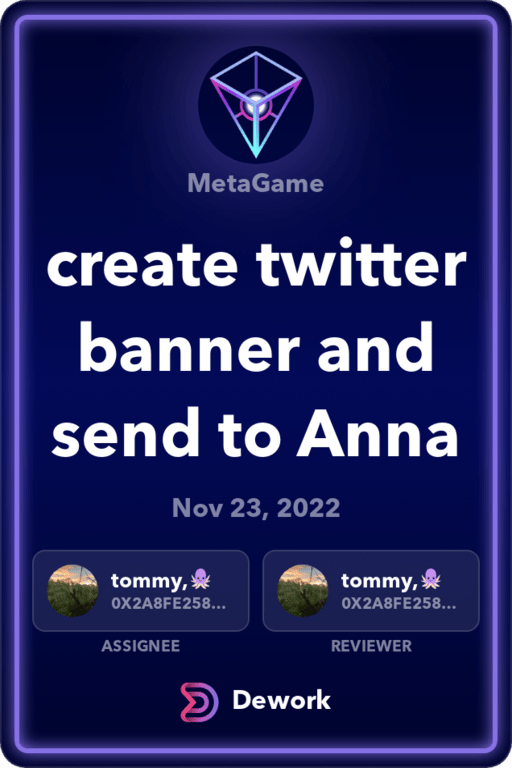 MetaGame
create twitter
banner and
send to Anna
Nov 23, 2022
tommy,🐙
0X2A8FE258...
ASSIGNEE
tommy,🐙
0X2A8FE258...
REVIEWER
Dework